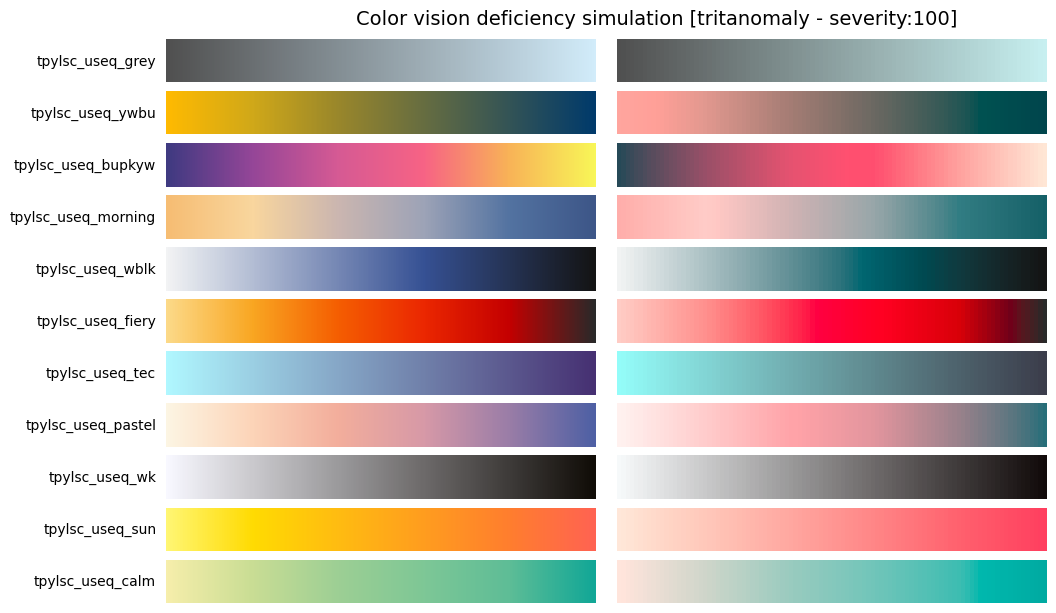 Color vision deficiency simulation [tritanomaly - severity:100]
tpylsc_useq_grey
tpylsc_useq_ywbu
tpylsc_useq_bupkyw
tpylsc_useq_morning
tpylsc_useq_wblk
tpylsc_useq_fiery
tpylsc_useq_tec
tpylsc_useq_pastel
tpylsc_useq_wk
tpylsc_useq_sun
tpylsc_useq_calm